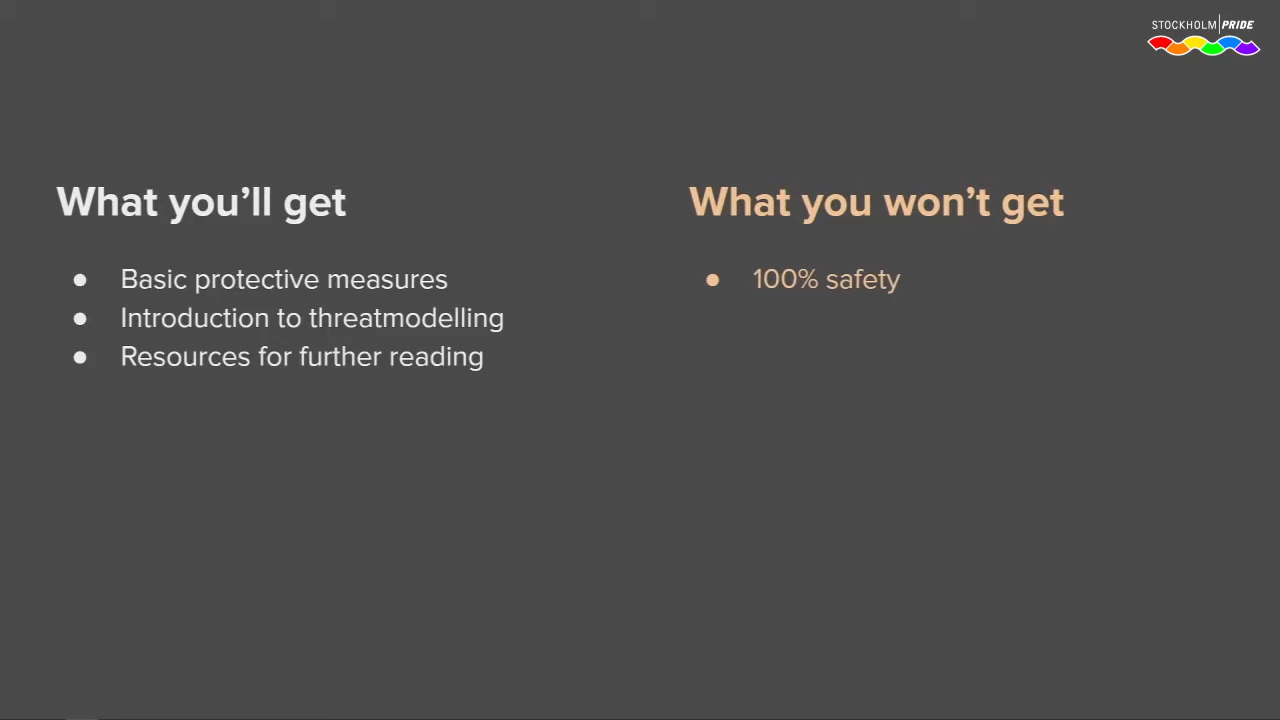 STOCKHOLM PRIDE
What you’ll get
● Basic protective measures
● Introduction to threatmodelling
● Resources for further reading
What you won’t get
● 100% safety